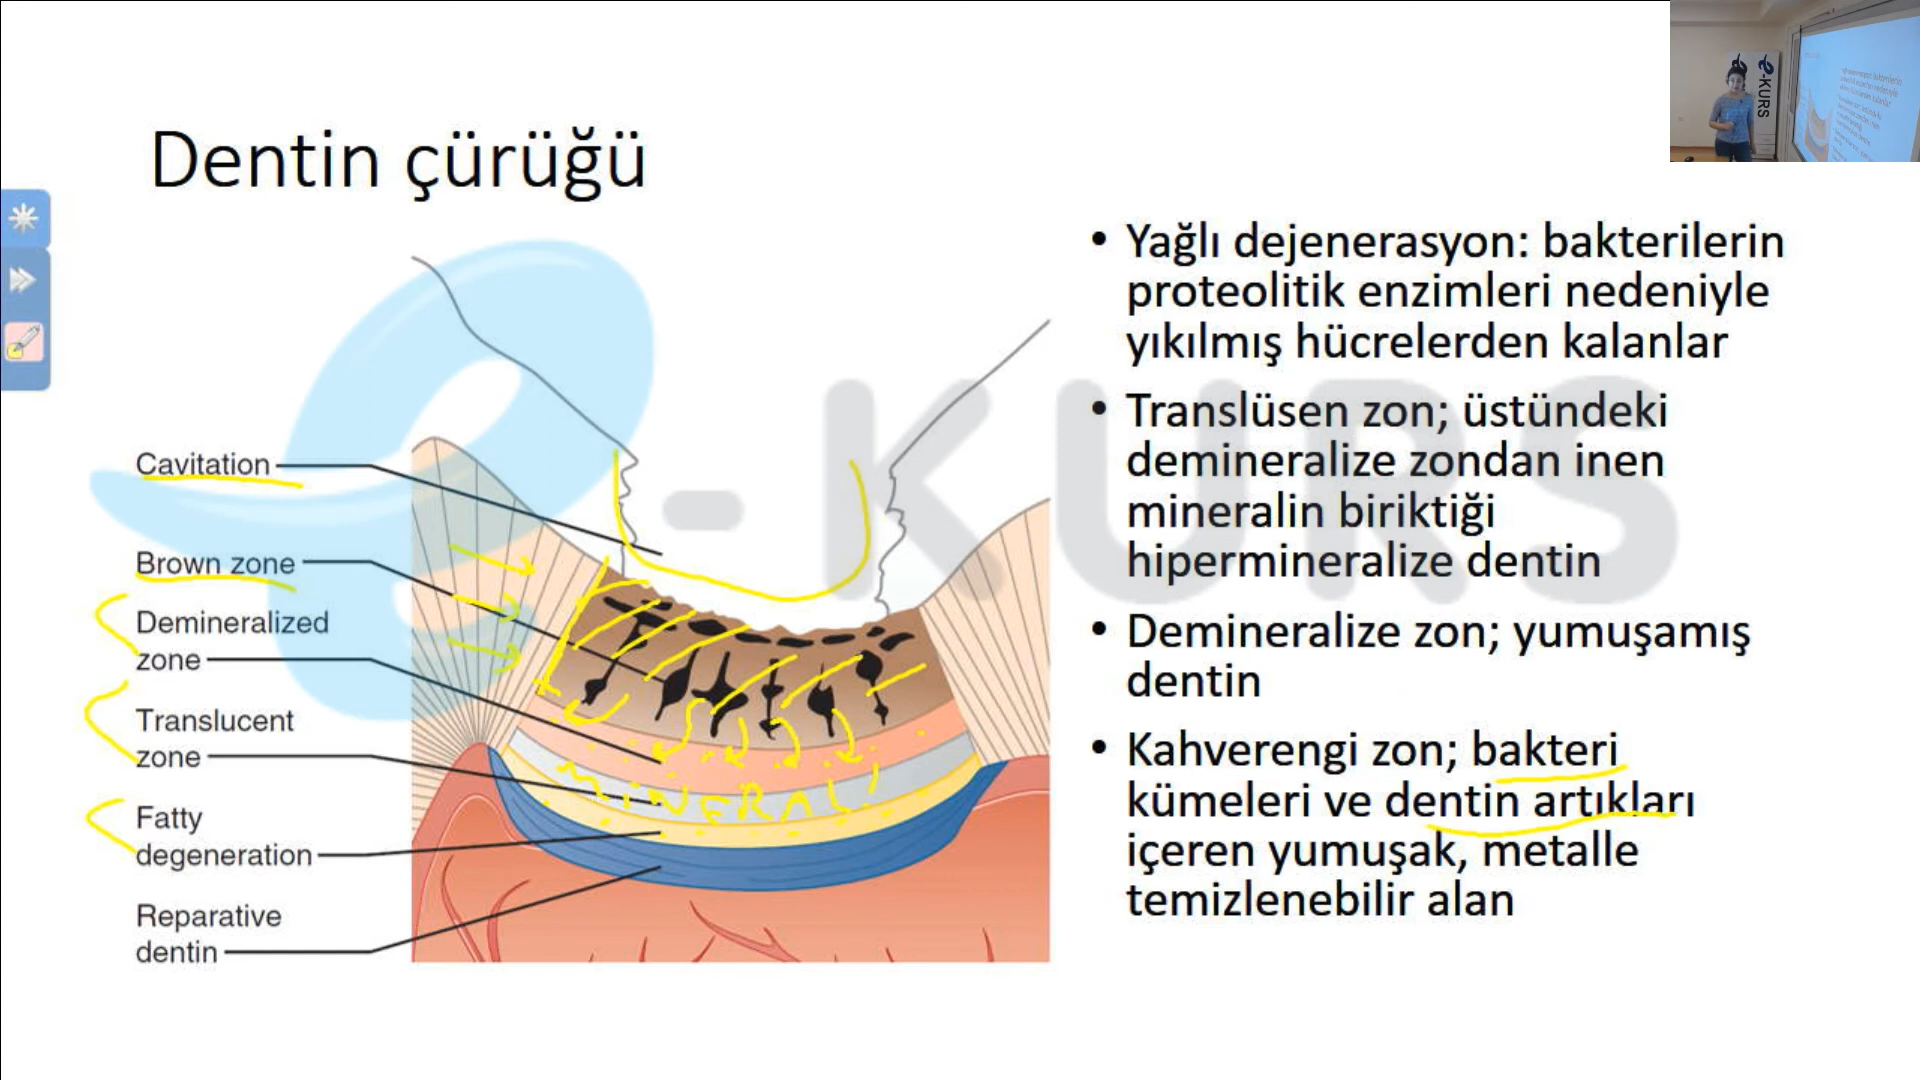 Dentin çürüğü
Cavitation
Brown zone
Demineralized
zone
Translucent
zone
Fatty
degeneration
Reparative
dentin
MiNERALi
• Yağlı dejenerasyon: bakterilerin
proteolitik enzimleri nedeniyle
yıkılmış hücrelerden kalanlar
• Translüsen zon; üstündeki
demineralize zondan inen
mineralin biriktiği
hipermineralize dentin
• Demineralize zon; yumuşamış
dentin
• Kahverengi zon; bakteri
kümeleri ve dentin artıkları
içeren yumuşak, metalle
temizlenebilir alan
e-KURS
e-KURS